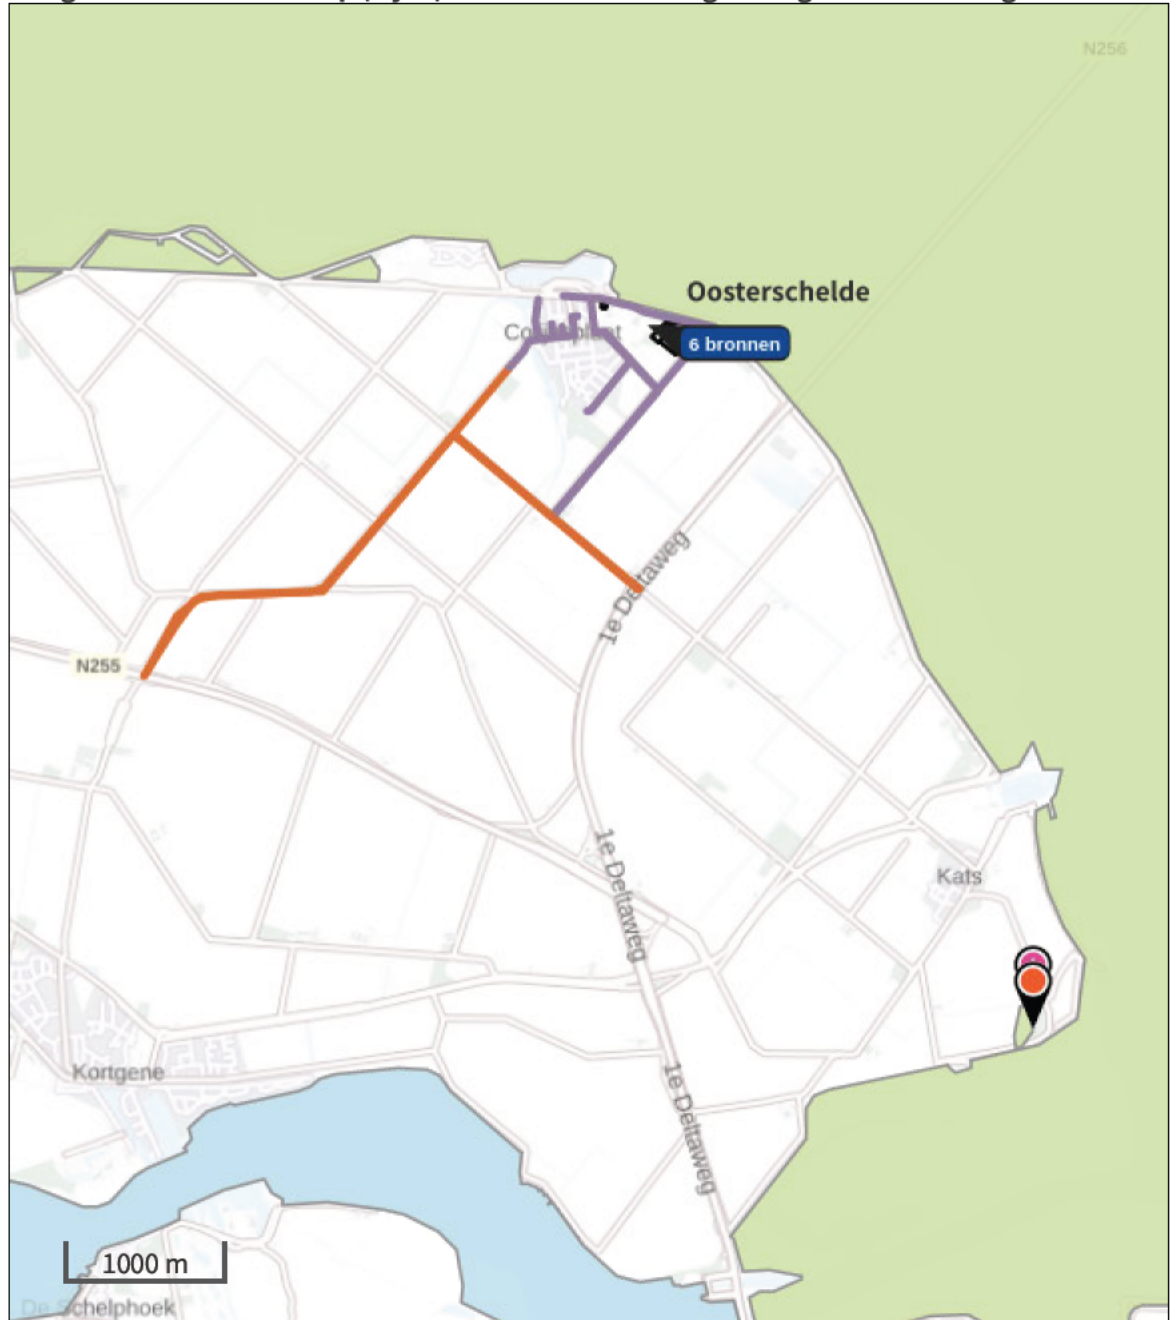 N256
Oosterschelde
6 bronnen
1e Deltaweg
N255
1e Deltaweg
Kats
1e Deltaweg
Kortgene
1000 m
De Schelphoek